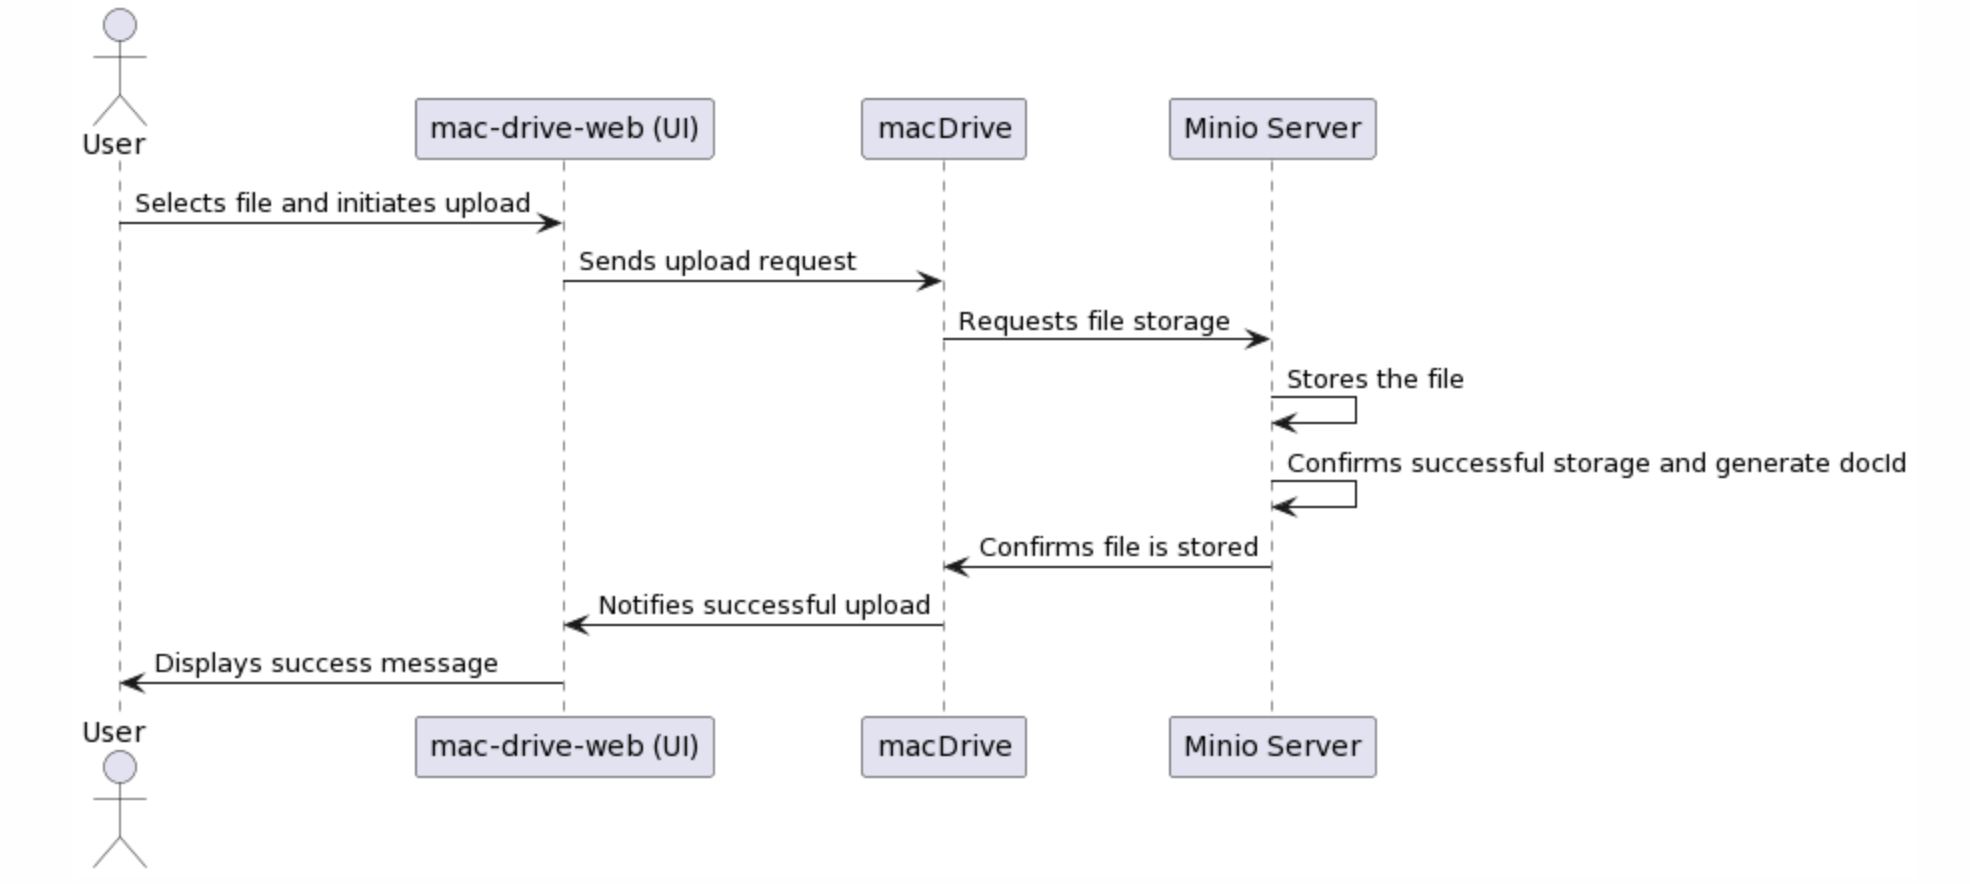 User
mac-drive-web (UI)
macDrive
Minio Server
Selects file and initiates upload
Sends upload request
Requests file storage
Stores the file
Confirms successful storage and generate docId
Confirms file is stored
Notifies successful upload
Displays success message
User
mac-drive-web (UI)
macDrive
Minio Server